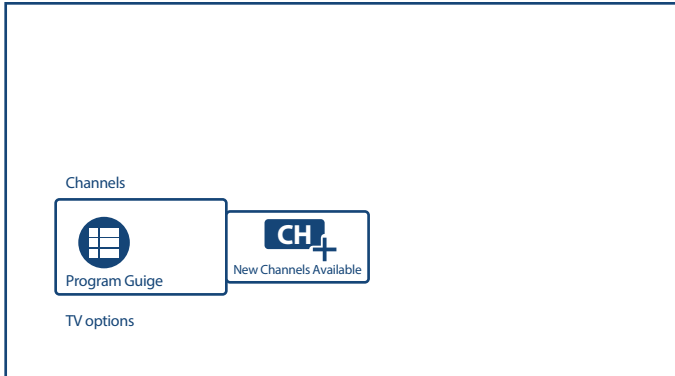 Channels
CH
Program Guige
New Channels Available
TV options